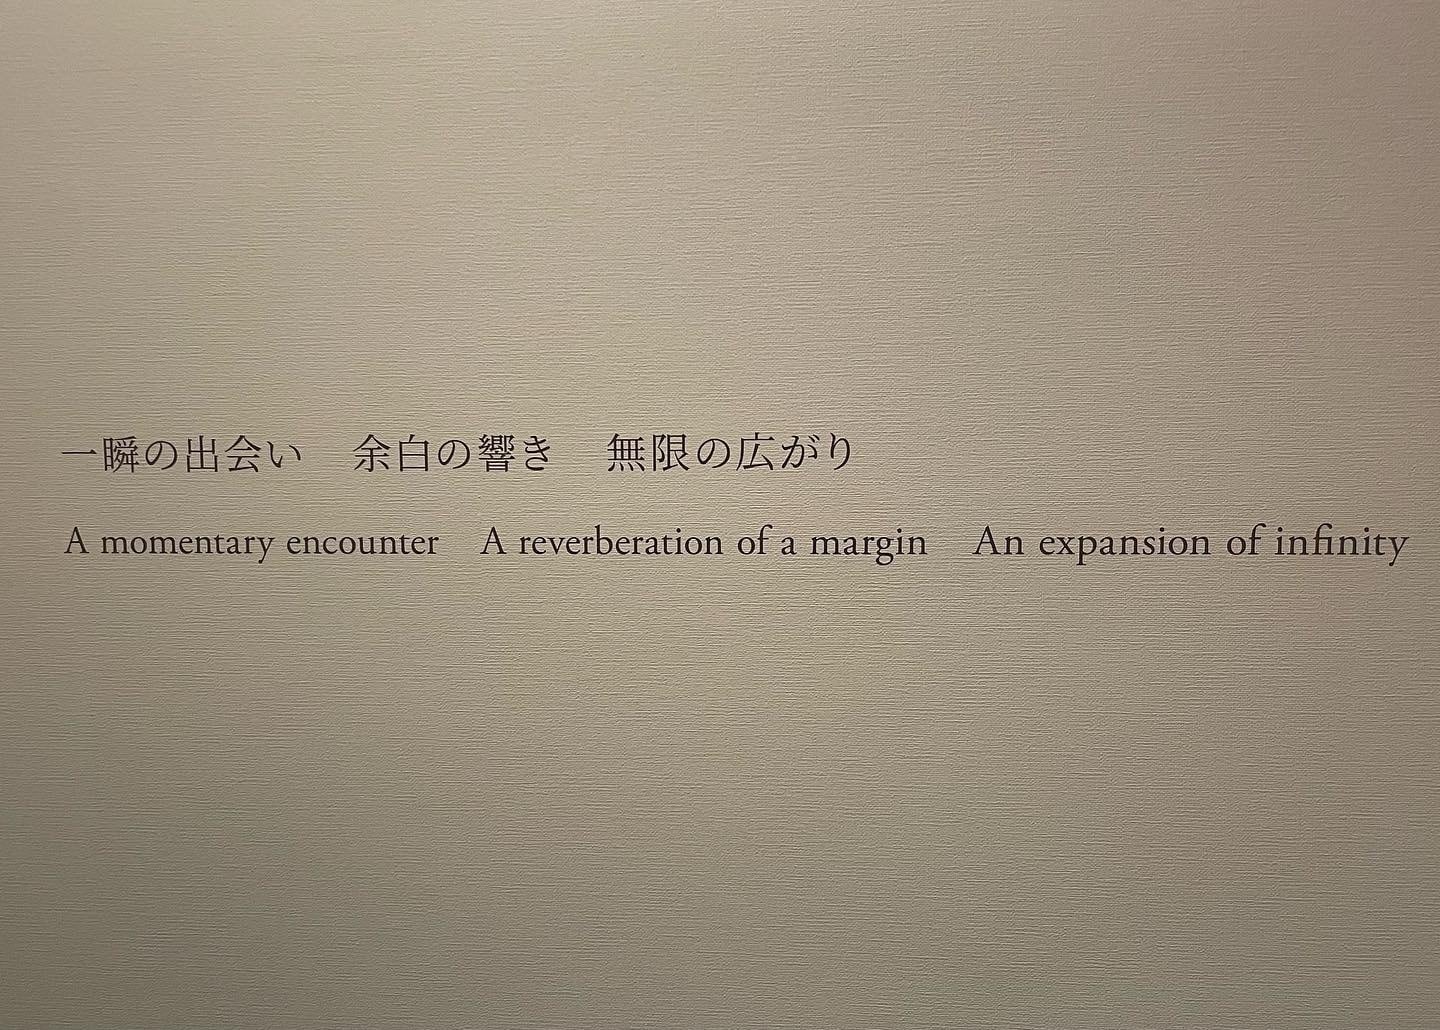 一瞬の出会い　余白の響き　無限の広がり
A momentary encounter　A reverberation of a margin　An expansion of infinity